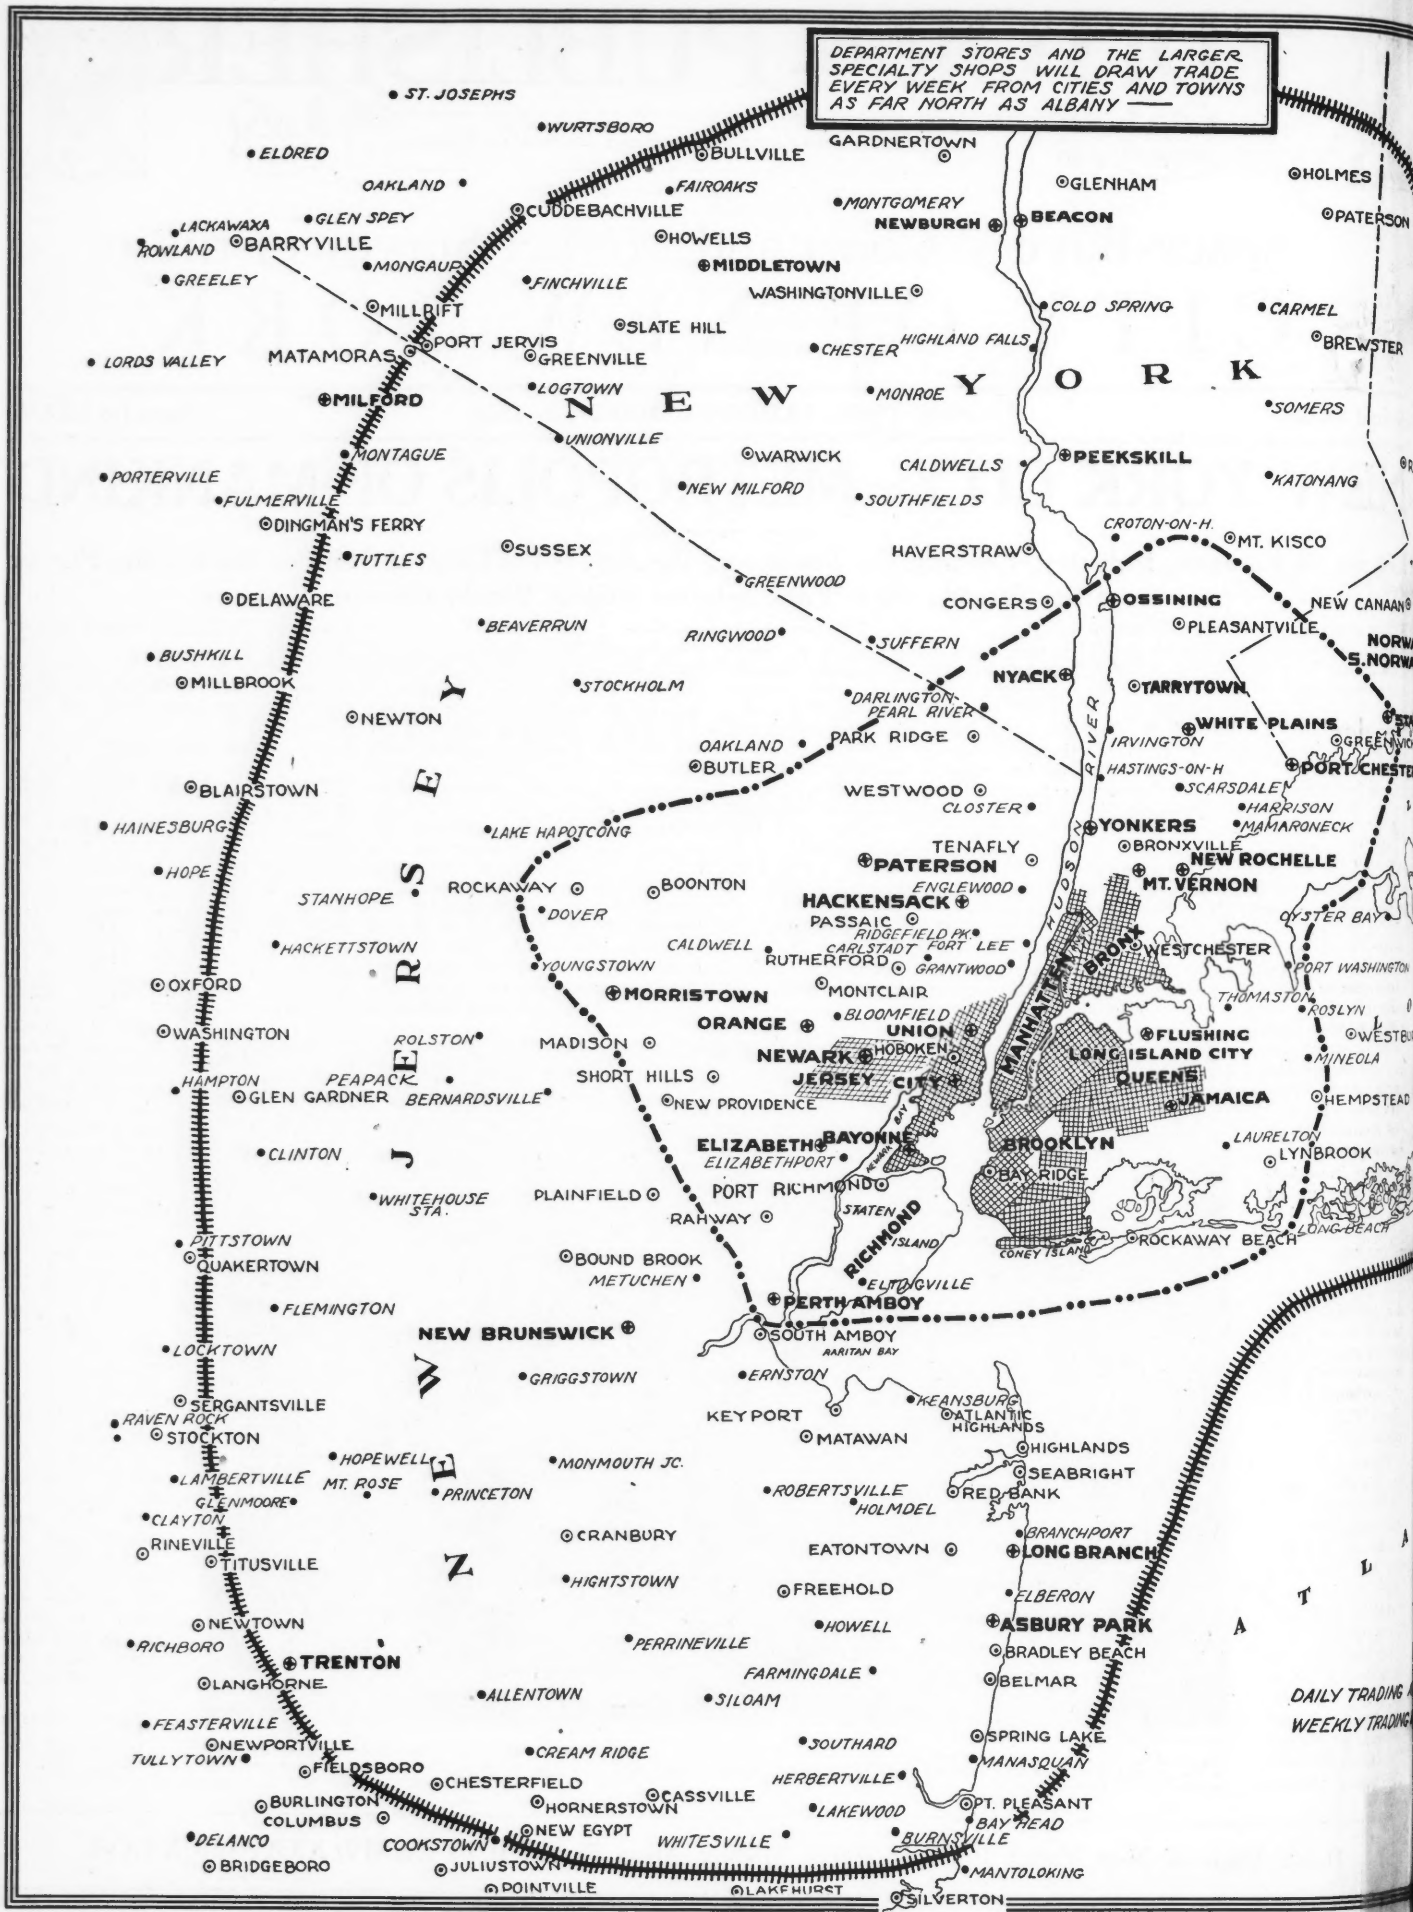 DEPARTMENT STORES AND THE LARGER
SPECIALTY SHOPS WILL DRAW TRADE
EVERY WEEK FROM CITIES AND TOWNS
AS FAR NORTH AS ALBANY
ST. JOSEPHS
WURTSBORO
GARDNERTOWN
ELDRED
BULLVILLE
OAKLAND
FAIROAKS
GLENHAM
HOLMES
CUDDEBACHVILLE
MONTGOMERY
PATERSON
LACKAWAXA
GLEN SPEY
NEWBURGH
BEACON
ROWLAND
BARRYVILLE
HOWELLS
GREELEY
MONGAUP
MIDDLETOWN
FINCHVILLE
WASHINGTONVILLE
MILLRIFT
COLD SPRING
CARMEL
SLATE HILL
PORT JERVIS
MATAMORAS
GREENVILLE
CHESTER
HIGHLAND FALLS
BREWSTER
LORDS VALLEY
LOGTOWN
MONROE
NEW YORK
MILFORD
SOMERS
UNIONVILLE
MONTAGUE
WARWICK
CALDWELLS
PEEKSKILL
PORTERVILLE
NEW MILFORD
SOUTHFIELDS
KATONANG
FULMERVILLE
DINGMAN'S FERRY
CROTON-ON-H.
TUTTLES
SUSSEX
HAVERSTRAW
MT. KISCO
GREENWOOD
DELAWARE
CONGERS
OSSINING
NEW CANAAN
BEAVERRUN
RINGWOOD
SUFFERN
PLEASANTVILLE
NORWA
BUSHKILL
S. NORWA
MILLBROOK
STOCKHOLM
NYACK
TARRYTOWN
DARLINGTON
NEWTON
PEARL RIVER
WHITE PLAINS
PARK RIDGE
OAKLAND
IRVINGTON
GREENWICH
BUTLER
HASTINGS-ON-H
PORT CHESTER
BLAIRSTOWN
WESTWOOD
SCARSDALE
CLOSTER
HARRISON
HAINESBURG
LAKE HAPOTCONG
YONKERS
MAMARONECK
TENAFLY
BRONXVILLE
HOPE
PATERSON
NEW ROCHELLE
ROCKAWAY
BOONTON
ENGLEWOOD
MT. VERNON
STANHOPE
HACKENSACK
DOVER
PASSAIC
HUDSON RIVER
OYSTER BAY
RIDGEFIELD PK.
HACKETTSTOWN
CALDWELL
CARLSTADT
FORT LEE
BRONX
WESTCHESTER
RUTHERFORD
GRANTWOOD
YOUNGSTOWN
PORT WASHINGTON
OXFORD
MORRISTOWN
MONTCLAIR
MANHATTEN
THOMASTON
ROSLYN
BLOOMFIELD
WASHINGTON
ORANGE
UNION
FLUSHING
L
WESTBU
ROLSTON
MADISON
NEWARK
HOBOKEN
LONG ISLAND CITY
MINEOLA
SHORT HILLS
JERSEY CITY
QUEENS
HAMPTON
PEAPACK
GLEN GARDNER
BERNARDSVILLE
NEW PROVIDENCE
JAMAICA
HEMPSTEAD
NEWARK BAY
ELIZABETH
BAYONNE
BROOKLYN
LAURELTON
CLINTON
ELIZABETHPORT
LYNBROOK
BAY RIDGE
WHITEHOUSE
STA.
PLAINFIELD
PORT RICHMOND
STATEN
ISLAND
RAHWAY
RICHMOND
LONG BEACH
PITTSTOWN
ROCKAWAY BEACH
CONEY ISLAND
QUAKERTOWN
BOUND BROOK
METUCHEN
ELTINGVILLE
FLEMINGTON
PERTH AMBOY
NEW BRUNSWICK
SOUTH AMBOY
RARITAN BAY
LOCKTOWN
GRIGGSTOWN
ERNSTON
NEW JERSEY
SERGANTSVILLE
KEANSBURG
RAVEN ROCK
KEYPORT
ATLANTIC
HIGHLANDS
STOCKTON
MATAWAN
HIGHLANDS
HOPEWELL
MONMOUTH JC.
SEABRIGHT
LAMBERTVILLE
MT. ROSE
PRINCETON
ROBERTSVILLE
RED BANK
GLENMOORE
HOLMDEL
CLAYTON
CRANBURY
BRANCHPORT
RINEVILLE
EATONTOWN
LONG BRANCH
TITUSVILLE
HIGHTSTOWN
FREEHOLD
ELBERON
A T L A
NEWTOWN
HOWELL
ASBURY PARK
RICHBORO
PERRINEVILLE
BRADLEY BEACH
TRENTON
FARMINGDALE
LANGHORNE
BELMAR
ALLENTOWN
SILOAM
DAILY TRADING A
FEASTERVILLE
WEEKLY TRADING
NEWPORTVILLE
SOUTHARD
SPRING LAKE
TULLYTOWN
CREAM RIDGE
MANASQUAN
FIELDSBORO
HERBERTVILLE
CHESTERFIELD
CASSVILLE
BURLINGTON
HORNERSTOWN
LAKEWOOD
PT. PLEASANT
COLUMBUS
BAY HEAD
NEW EGYPT
DELANCO
COOKSTOWN
WHITESVILLE
BURNSVILLE
BRIDGEBORO
JULIUSTOWN
MANTOLOKING
POINTVILLE
LAKEHURST
SILVERTON